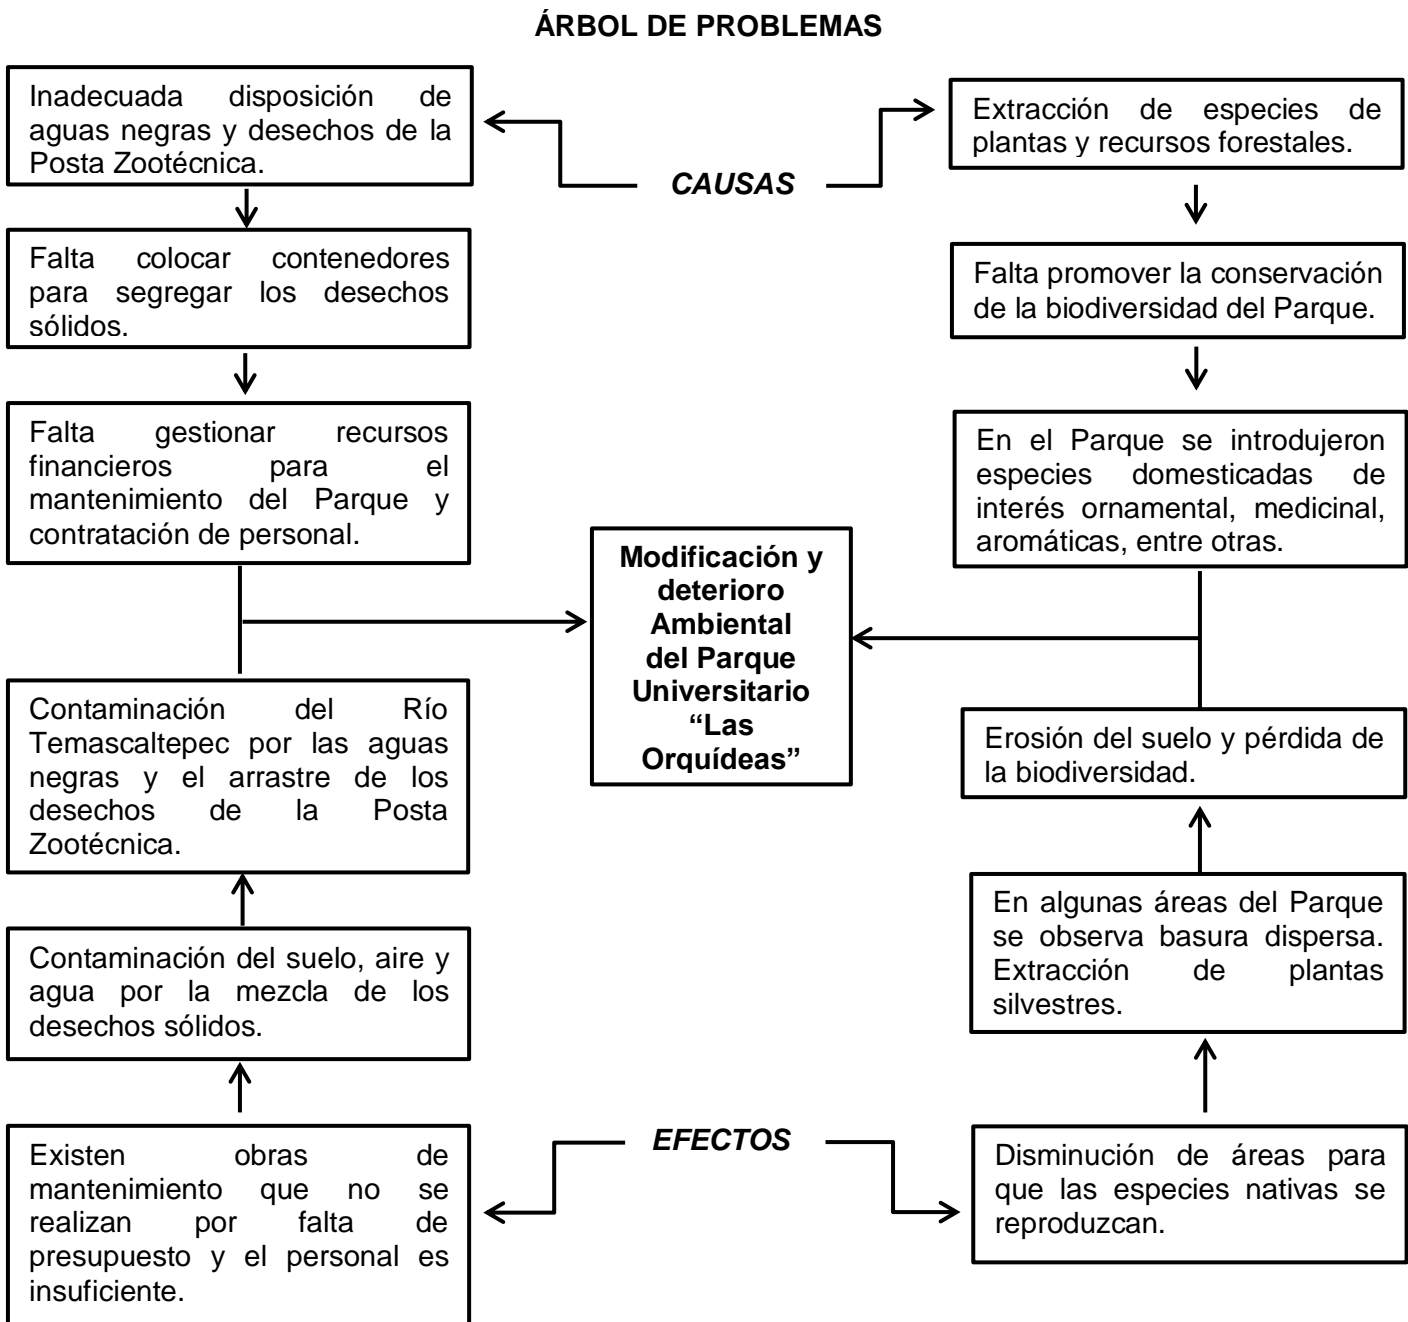 ÁRBOL DE PROBLEMAS
Inadecuada disposición de
aguas negras y desechos de la
Posta Zootécnica.
Falta colocar contenedores
para segregar los desechos
sólidos.
Falta gestionar recursos
financieros para el
mantenimiento del Parque y
contratación de personal.
Contaminación del Río
Temascaltepec por las aguas
negras y el arrastre de los
desechos de la Posta
Zootécnica.
Contaminación del suelo, aire y
agua por la mezcla de los
desechos sólidos.
Existen obras de
mantenimiento que no se
realizan por falta de
presupuesto y el personal es
insuficiente.
CAUSAS
Modificación y
deterioro
Ambiental
del Parque
Universitario
“Las
Orquídeas”
EFECTOS
Extracción de especies de
plantas y recursos forestales.
Falta promover la conservación
de la biodiversidad del Parque.
En el Parque se introdujeron
especies domesticadas de
interés ornamental, medicinal,
aromáticas, entre otras.
Erosión del suelo y pérdida de
la biodiversidad.
En algunas áreas del Parque
se observa basura dispersa.
Extracción de plantas
silvestres.
Disminución de áreas para
que las especies nativas se
reproduzcan.